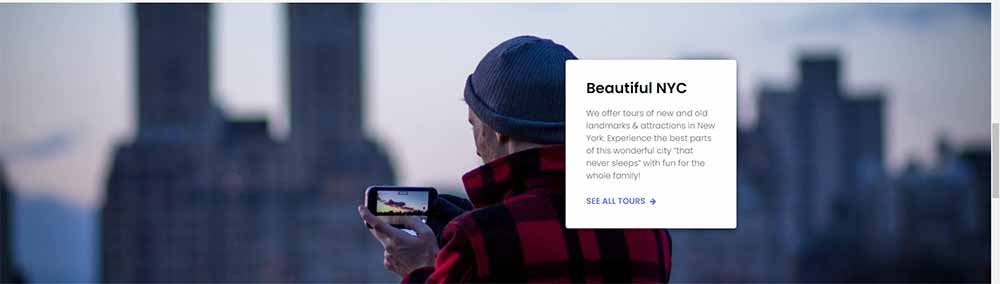 Beautiful NYC
We offer tours of new and old
landmarks & attractions in New
York. Experience the best parts
of this wonderful city "that
never sleeps" with fun for the
whole family!
SEE ALL TOURS →